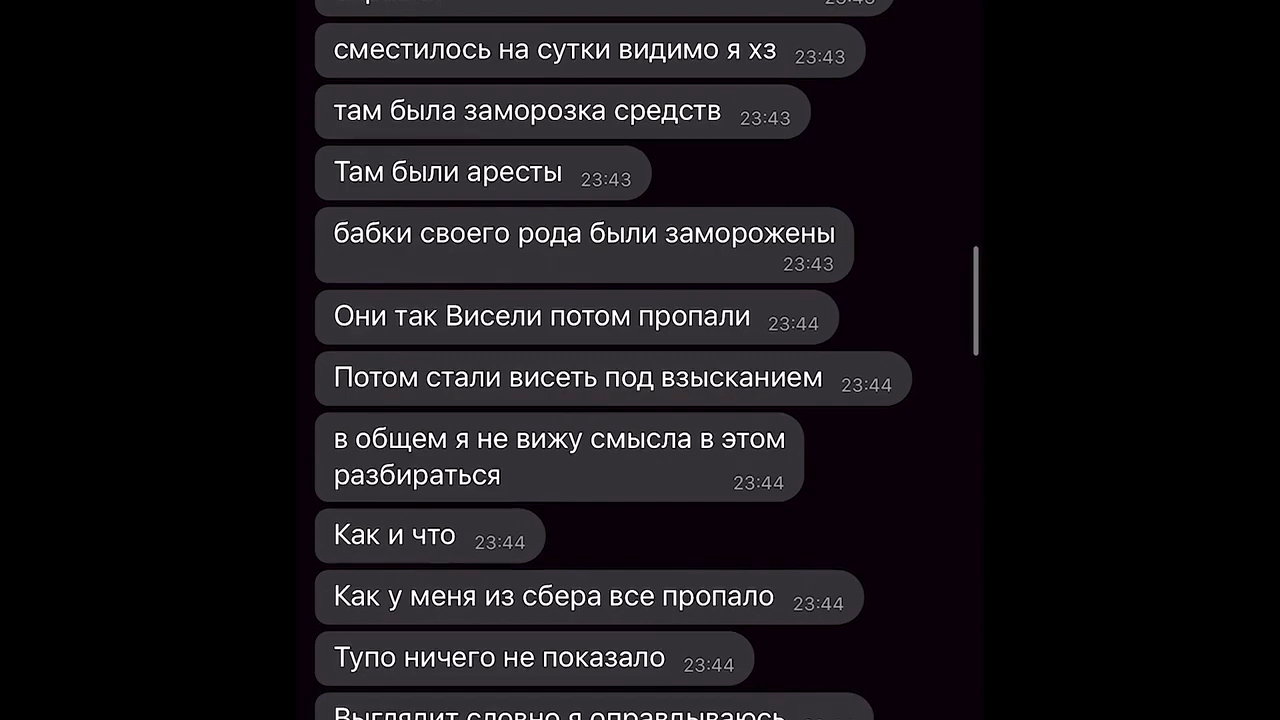 сместилось на сутки видимо я хз 23:43
там была заморозка средств 23:43
Там были аресты 23:43
бабки своего рода были заморожены
23:43
Они так Висели потом пропали 23:44
Потом стали висеть под взысканием 23:44
в общем я не вижу смысла в этом
разбираться 23:44
Как и что 23:44
Как у меня из сбера все пропало 23:44
Тупо ничего не показало 23:44
Выглядит словно я оправдываюсь